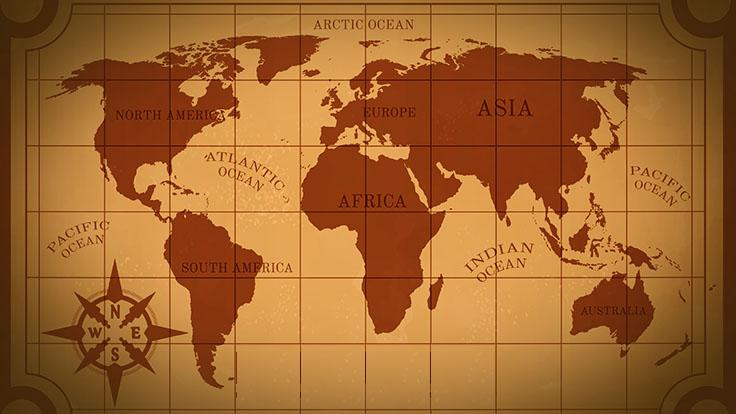 ARCTIC OCEAN
NORTH AMERICA
EUROPE
ASIA
ATLANTIC
OCEAN
PACIFIC
OCEAN
AFRICA
PACIFIC
OCEAN
INDIAN
OCEAN
SOUTH AMERICA
AUSTRALIA
N
W E
S